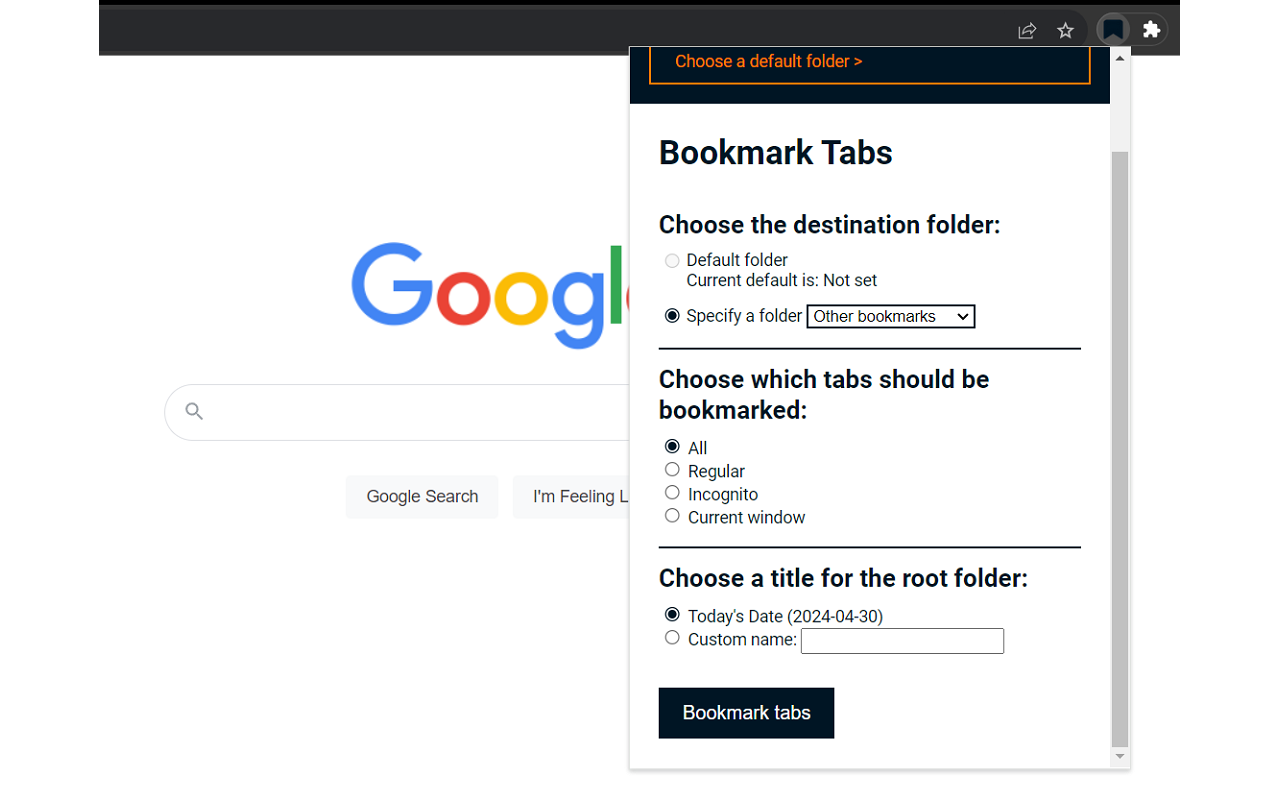 Choose a default folder >
Bookmark Tabs
Choose the destination folder:
Default folder
Current default is: Not set
Specify a folder Other bookmarks
Choose which tabs should be
bookmarked:
All
Regular
Incognito
Current window
Choose a title for the root folder:
Today's Date (2024-04-30)
Custom name:
Bookmark tabs
Googl
Google Search
I'm Feeling L